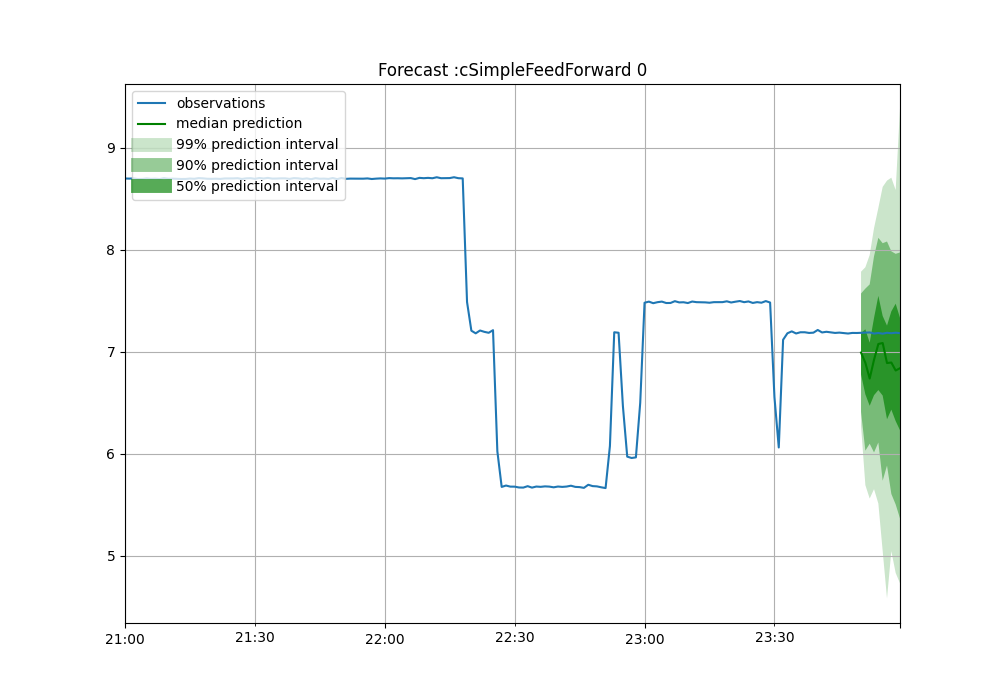 Forecast :cSimpleFeedForward 0
observations
median prediction
99% prediction interval
90% prediction interval
50% prediction interval
9
8
7
6
5
21:00
21:30
22:00
22:30
23:00
23:30